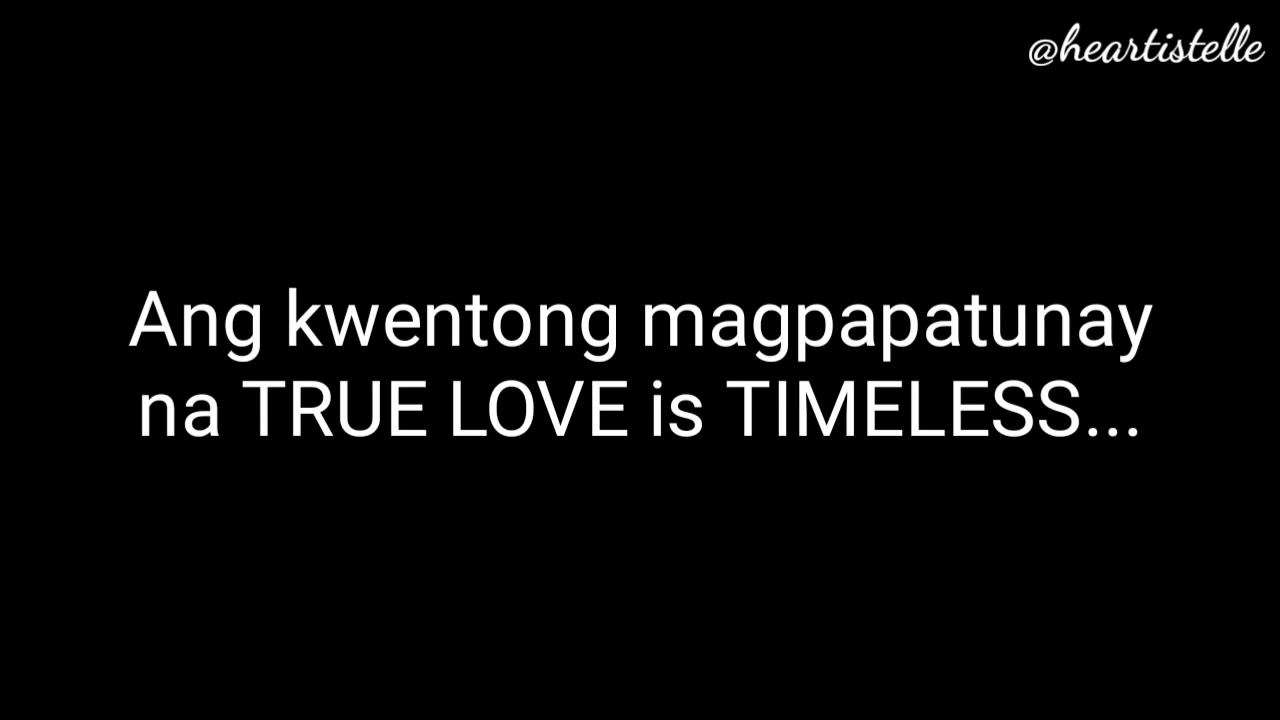 @heartistelle
Ang kwentong magpapatunay
na TRUE LOVE is TIMELESS...